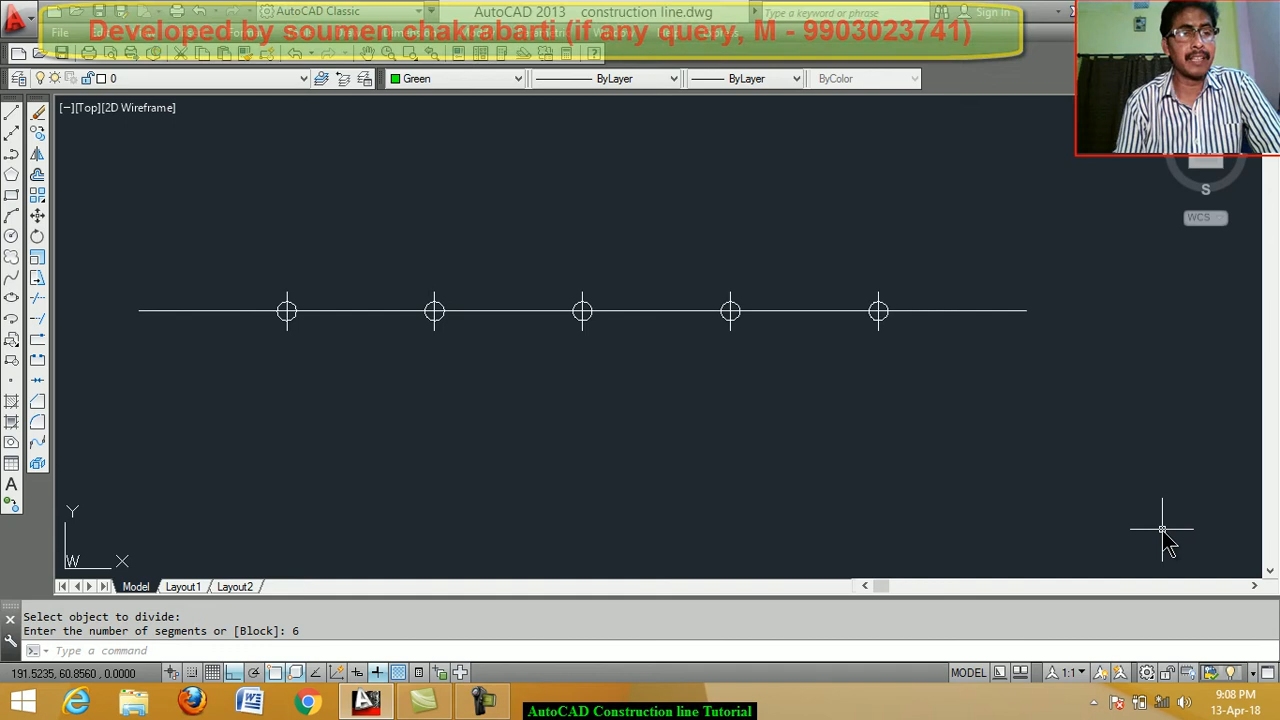 AutoCAD Classic
AutoCAD 2013 construction line.dwg
Type a keyword or phrase
Sign In
Developed by soumen chakrabarti (if any query, M - 9903023741)
0
Green
ByLayer
ByLayer
ByColor
[−][Top][2D Wireframe]
S
WCS
Y
W X
A
Model Layout1 Layout2
Select object to divide:
Enter the number of segments or [Block]: 6
Type a command
191.5235, 60.8560, 0.0000
MODEL
1:1
9:08 PM
13-Apr-18
AutoCAD Construction line Tutorial